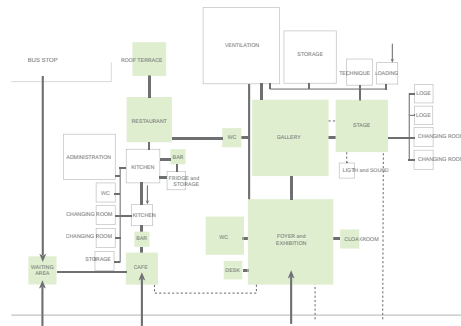 BUS STOP
ROOF TERRACE
VENTILATION
STORAGE
TECHNIQUE
LOADING
RESTAURANT
WC
GALLERY
STAGE
LOGE
LOGE
CHANGING ROOM
CHANGING ROO
ADMINISTRATION
KITCHEN
BAR
FRIDGE and
STORAGE
LIGTH and SOUND
WC
CHANGING ROOM
KITCHEN
CHANGING ROOM
BAR
WC
FOYER and
EXHIBITION
CLOAKROOM
STORAGE
WAITING
AREA
CAFE
DESK